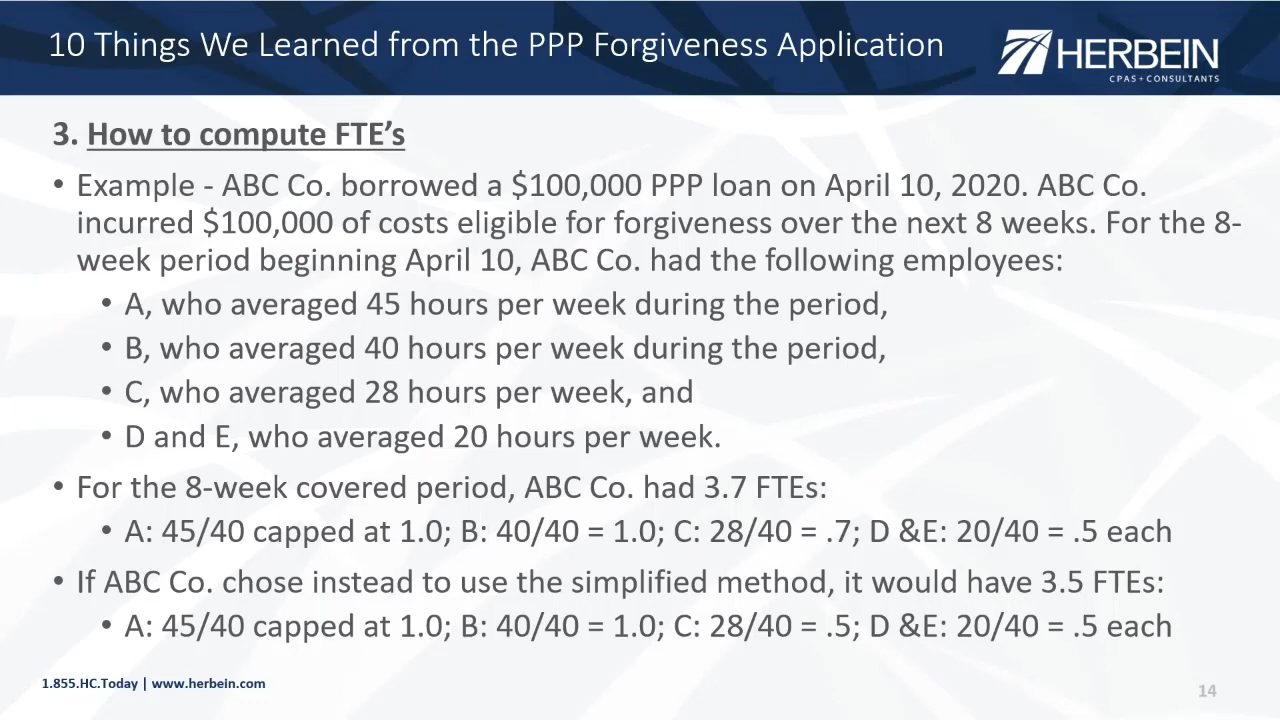 10 Things We Learned from the PPP Forgiveness Application
HERBEIN
CPAS+CONSULTANTS
3. How to compute FTE’s
• Example - ABC Co. borrowed a $100,000 PPP loan on April 10, 2020. ABC Co.
incurred $100,000 of costs eligible for forgiveness over the next 8 weeks. For the 8-
week period beginning April 10, ABC Co. had the following employees:
• A, who averaged 45 hours per week during the period,
• B, who averaged 40 hours per week during the period,
• C, who averaged 28 hours per week, and
• D and E, who averaged 20 hours per week.
• For the 8-week covered period, ABC Co. had 3.7 FTEs:
• A: 45/40 capped at 1.0; B: 40/40 = 1.0; C: 28/40 = .7; D &E: 20/40 = .5 each
• If ABC Co. chose instead to use the simplified method, it would have 3.5 FTEs:
• A: 45/40 capped at 1.0; B: 40/40 = 1.0; C: 28/40 = .5; D &E: 20/40 = .5 each
1.855.HC.Today | www.herbein.com
14